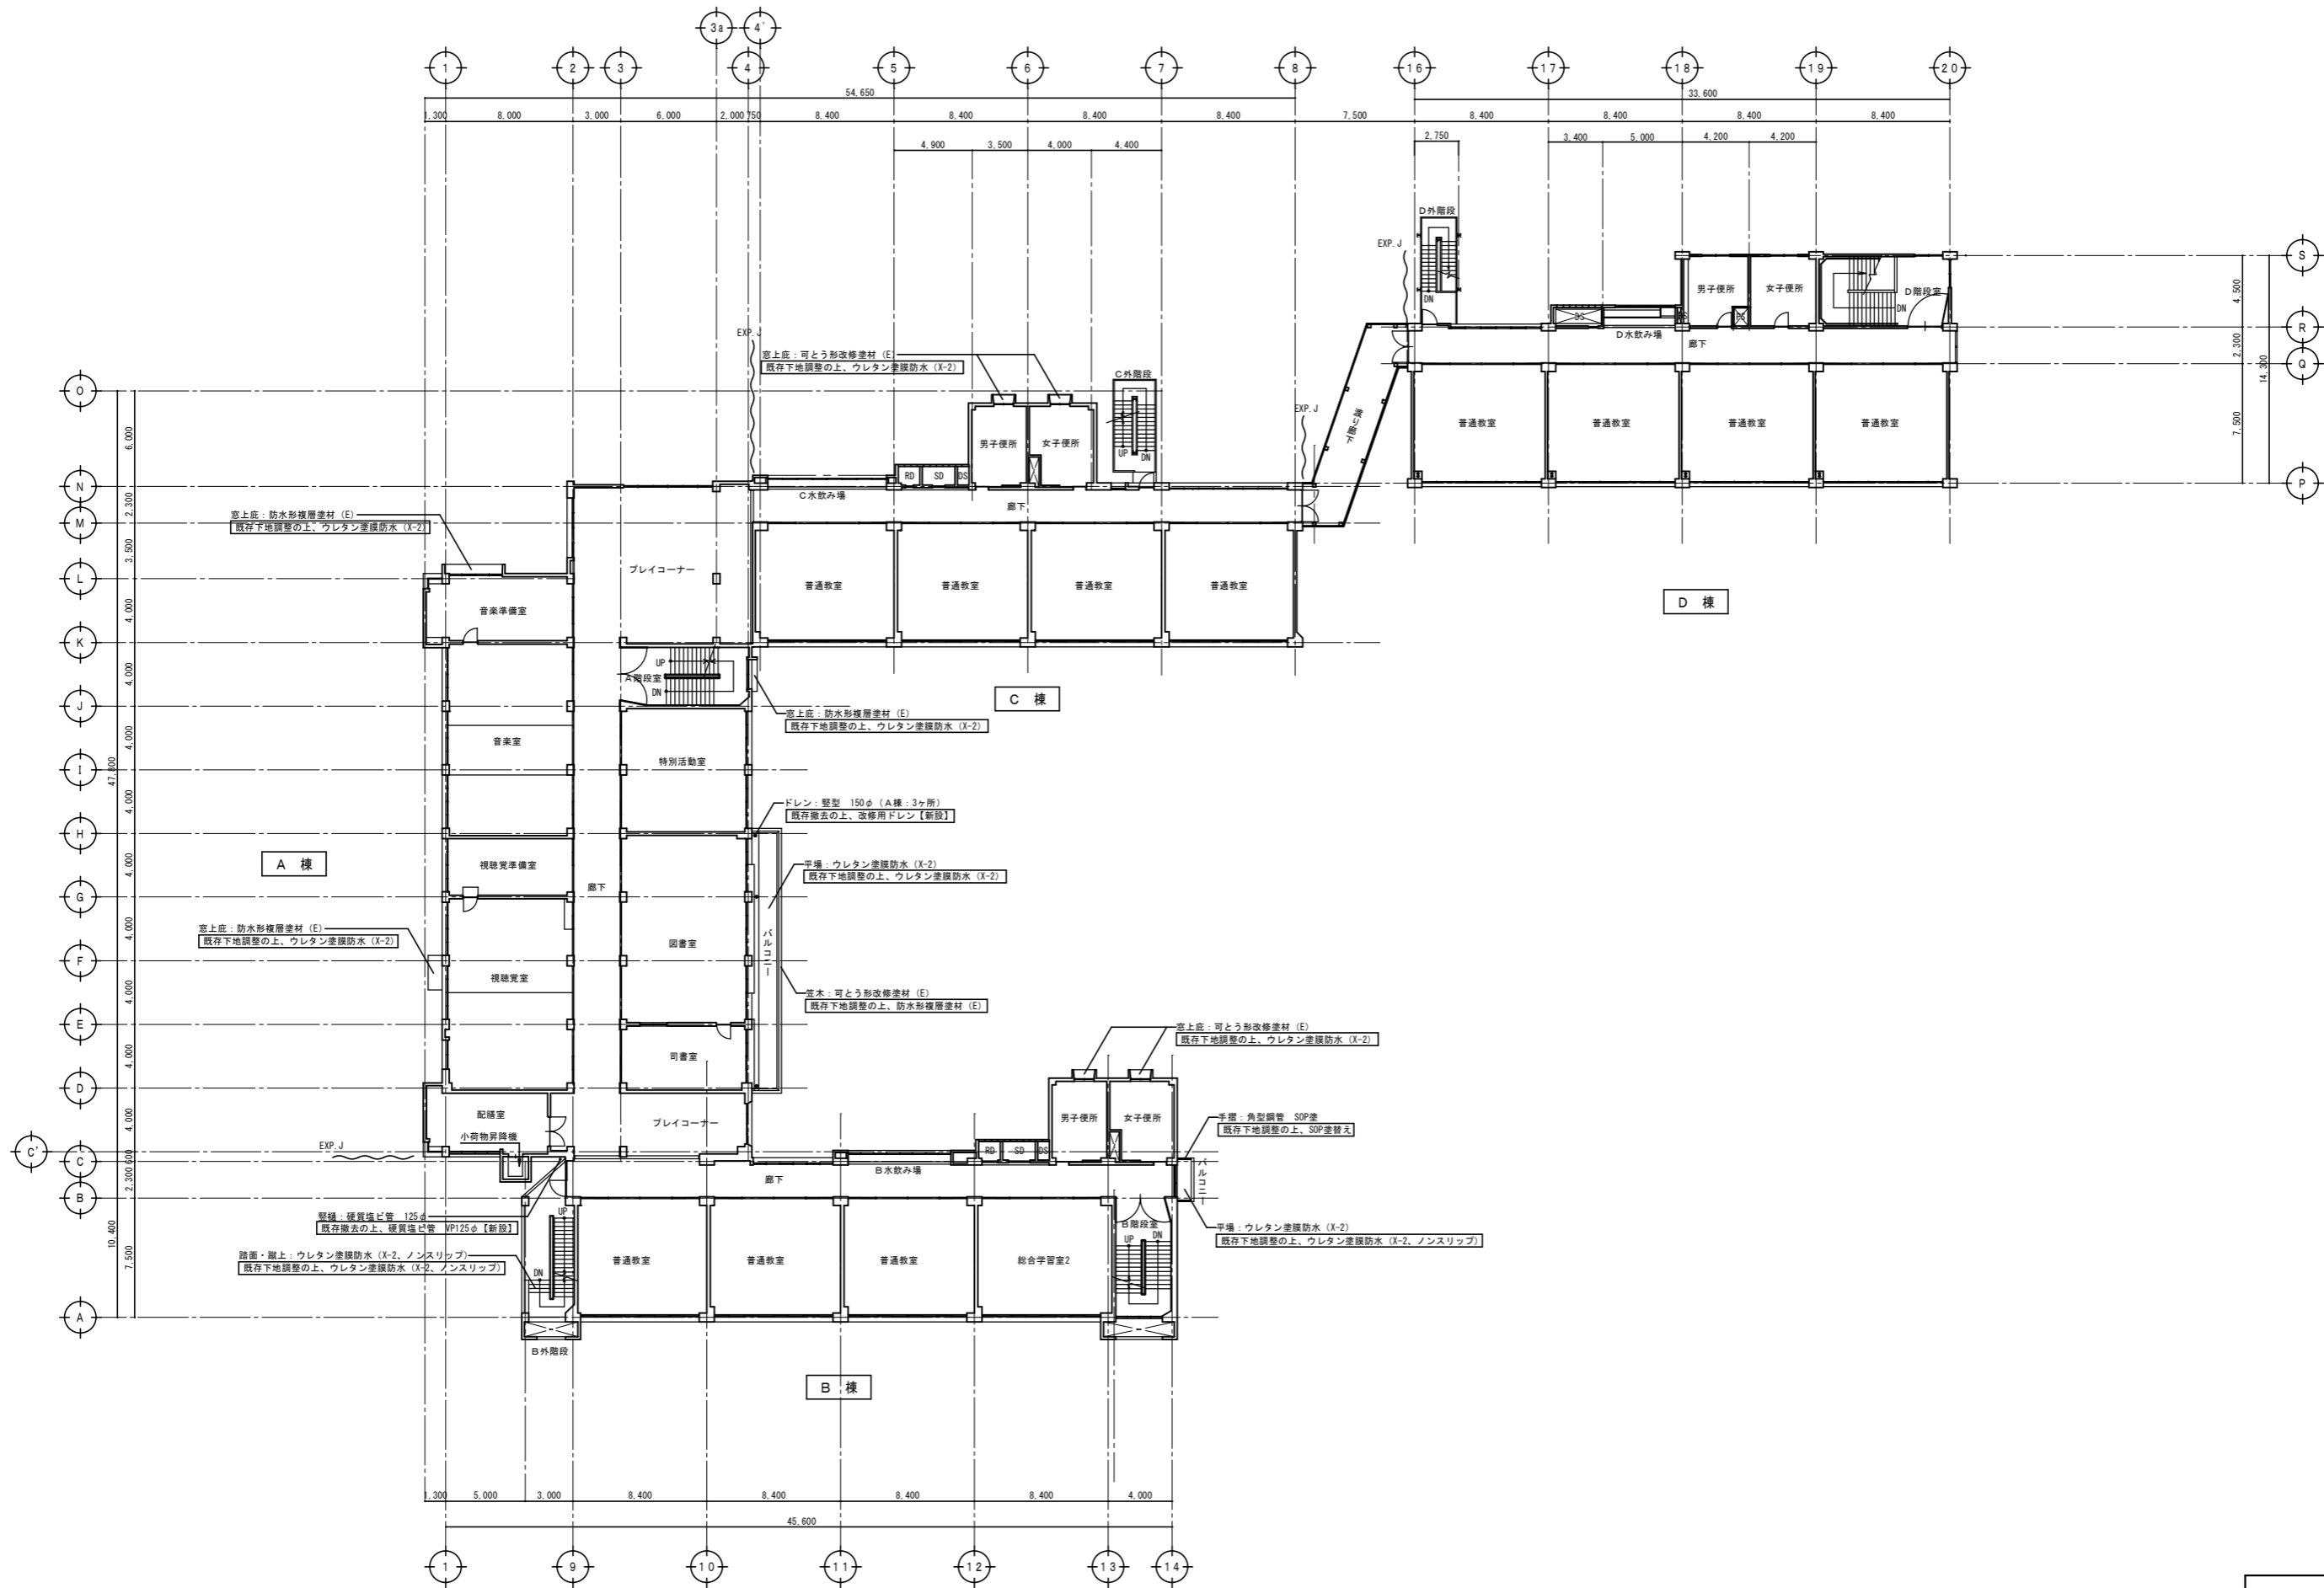 3a 4'
1 2 3 4 5 6 7 8 16 17 18 19 20
54,650 33,600
1,300 8,000 3,000 6,000 2,000 750 8,400 8,400 8,400 8,400 7,500 8,400 8,400 8,400 8,400
4,900 3,500 4,000 4,400 2,750 3,400 5,000 4,200 4,200
D外階段
EXP.J
DN
男子便所
女子便所
D階段室
DN
DS
D水飲み場
廊下
S
R
Q
P
4,500
2,300
7,500
14,300
渡り廊下
普通教室
普通教室
普通教室
普通教室
D 棟
EXP.J
窓上庇：可とう形改修塗材（E）
既存下地調整の上、ウレタン塗膜防水（X-2）
C外階段
EXP.J
男子便所
女子便所
UP
DN
RD
SD
DS
C水飲み場
廊下
普通教室
普通教室
普通教室
普通教室
C 棟
O
N
M
L
K
J
I
H
G
F
E
D
C'
C
B
A
6,000
2,300
3,500
4,000
4,000
4,000
4,000
4,000
4,000
4,000
4,000
4,000
600
2,300
7,500
47,800
10,400
窓上庇：防水形複層塗材（E）
既存下地調整の上、ウレタン塗膜防水（X-2）
プレイコーナー
音楽準備室
UP
A階段室
DN
窓上庇：防水形複層塗材（E）
既存下地調整の上、ウレタン塗膜防水（X-2）
音楽室
特別活動室
ドレン：竪型　150φ（A棟：3ヶ所）
既存撤去の上、改修用ドレン【新設】
A 棟
視聴覚準備室
廊下
平場：ウレタン塗膜防水（X-2）
既存下地調整の上、ウレタン塗膜防水（X-2）
窓上庇：防水形複層塗材（E）
既存下地調整の上、ウレタン塗膜防水（X-2）
図書室
バルコニー
視聴覚室
笠木：可とう形改修塗材（E）
既存下地調整の上、防水形複層塗材（E）
司書室
窓上庇：可とう形改修塗材（E）
既存下地調整の上、ウレタン塗膜防水（X-2）
配膳室
プレイコーナー
小荷物昇降機
EXP.J
男子便所
女子便所
手摺：角型鋼管　SOP塗
既存下地調整の上、SOP塗替え
RD
SD
DS
B水飲み場
廊下
バルコニー
竪樋：硬質塩ビ管　125φ
既存撤去の上、硬質塩ビ管　VP125φ【新設】
平場：ウレタン塗膜防水（X-2）
既存下地調整の上、ウレタン塗膜防水（X-2、ノンスリップ）
踏面・蹴上：ウレタン塗膜防水（X-2、ノンスリップ）
既存下地調整の上、ウレタン塗膜防水（X-2、ノンスリップ）
UP
DN
普通教室
普通教室
普通教室
総合学習室2
B階段室
UP
DN
B外階段
B 棟
1,300 5,000 3,000 8,400 8,400 8,400 8,400 4,000
45,600
1 9 10 11 12 13 14